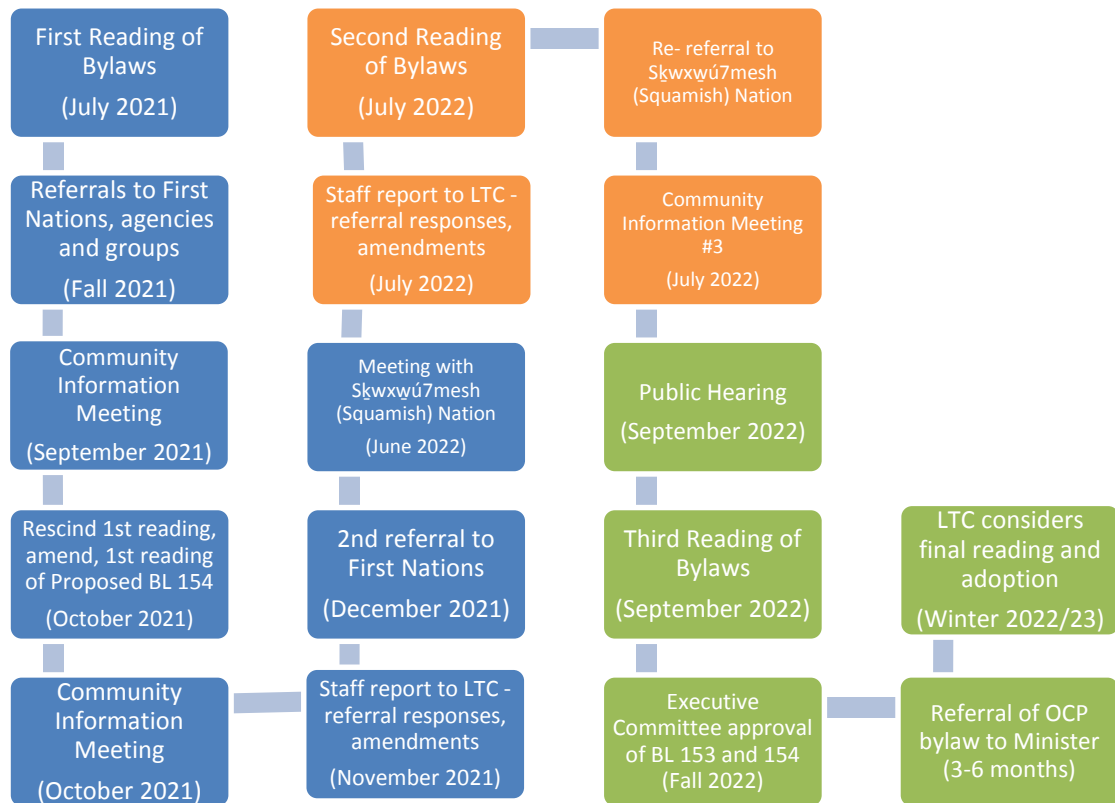 First Reading of
Bylaws
(July 2021)
Referrals to First
Nations, agencies
and groups
(Fall 2021)
Community
Information
Meeting
(September 2021)
Rescind 1st reading,
amend, 1st reading
of Proposed BL 154
(October 2021)
Community
Information
Meeting
(October 2021)
Staff report to LTC -
referral responses,
amendments
(November 2021)
2nd referral to
First Nations
(December 2021)
Meeting with
Sḵwxw̱ú7mesh
(Squamish) Nation
(June 2022)
Staff report to LTC -
referral responses,
amendments
(July 2022)
Second Reading
of Bylaws
(July 2022)
Re- referral to
Sḵwxw̱ú7mesh
(Squamish) Nation
Community
Information Meeting
#3
(July 2022)
Public Hearing
(September 2022)
Third Reading of
Bylaws
(September 2022)
Executive
Committee approval
of BL 153 and 154
(Fall 2022)
Referral of OCP
bylaw to Minister
(3-6 months)
LTC considers
final reading and
adoption
(Winter 2022/23)